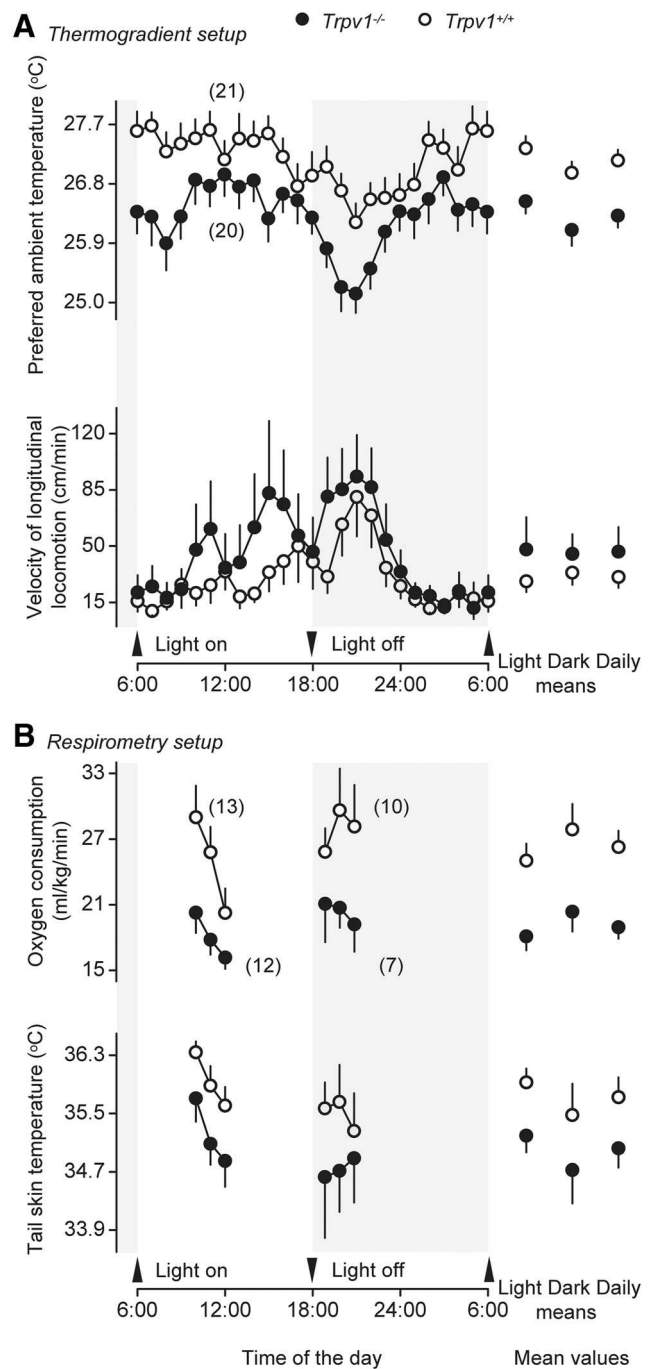 A Thermogradient setup
Trpv1-/- Trpv1+/+
Preferred ambient temperature (oC)
27.7
26.8
25.9
25.0
(21)
(20)
Velocity of longitudinal
locomotion (cm/min)
120
85
50
15
Light on
Light off
6:00 12:00 18:00 24:00 6:00
Light Dark Daily
means
B Respirometry setup
Oxygen consumption
(ml/kg/min)
33
27
21
15
(13)
(10)
(12)
(7)
Tail skin temperature (oC)
36.3
35.5
34.7
33.9
Light on
Light off
6:00 12:00 18:00 24:00 6:00
Light Dark Daily
means
Time of the day
Mean values